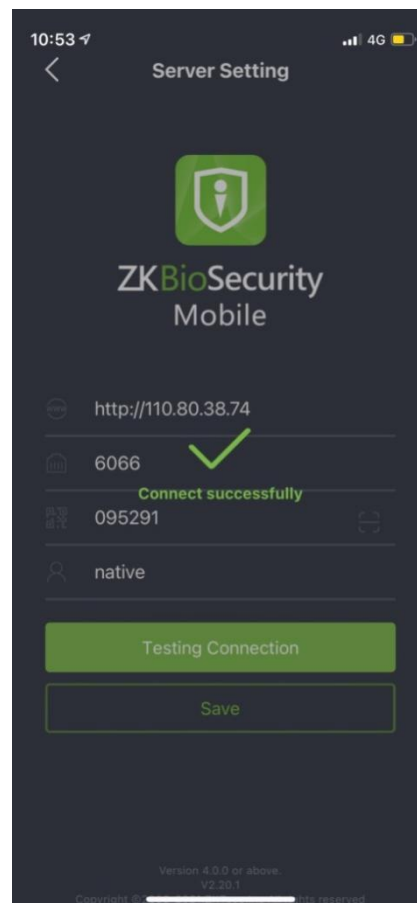 10:53
4G
Server Setting
ZKBioSecurity
Mobile
http://110.80.38.74
6066
Connect successfully
095291
native
Testing Connection
Save
Version 4.0.0 or above.
V2.20.1
Copyright ©
rights reserved